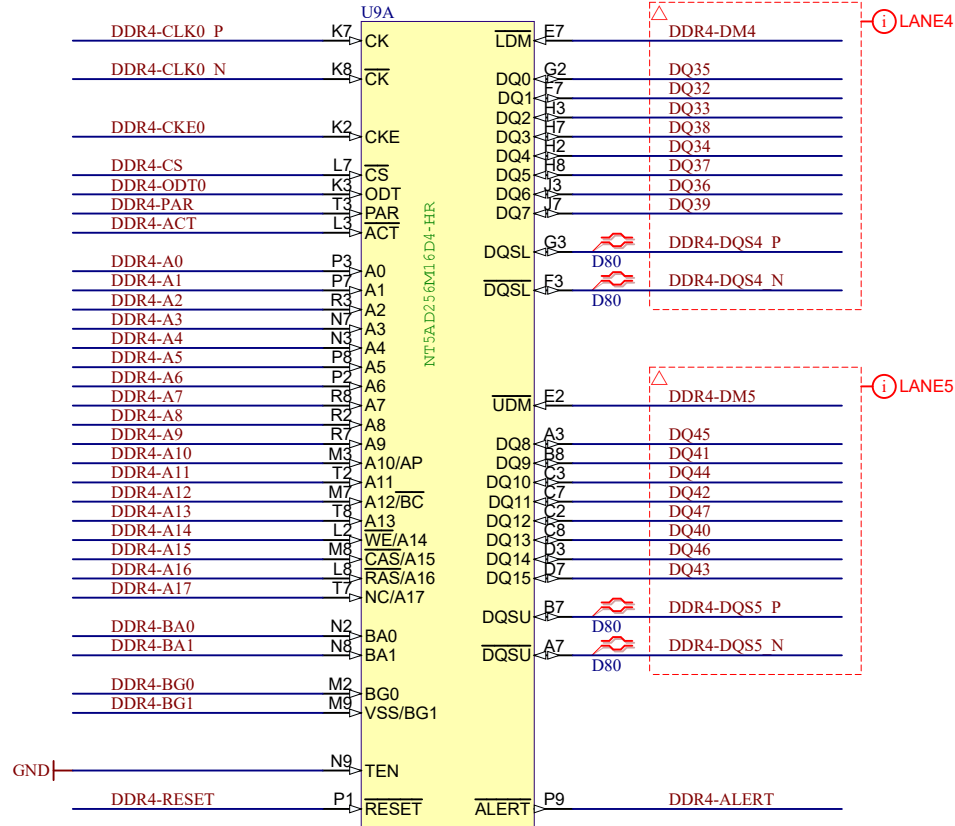 U9A
DDR4-CLK0_P K7 CK
DDR4-CLK0_N K8 CK
DDR4-CKE0 K2 CKE
DDR4-CS L7 CS
DDR4-ODT0 K3 ODT
DDR4-PAR T3 PAR
DDR4-ACT L3 ACT
DDR4-A0 P3 A0
DDR4-A1 P7 A1
DDR4-A2 R3 A2
DDR4-A3 N7 A3
DDR4-A4 N3 A4
DDR4-A5 P8 A5
DDR4-A6 P2 A6
DDR4-A7 R8 A7
DDR4-A8 R2 A8
DDR4-A9 R7 A9
DDR4-A10 M3 A10/AP
DDR4-A11 T2 A11
DDR4-A12 M7 A12/BC
DDR4-A13 T8 A13
DDR4-A14 L2 WE/A14
DDR4-A15 M8 CAS/A15
DDR4-A16 L8 RAS/A16
DDR4-A17 T7 NC/A17
DDR4-BA0 N2 BA0
DDR4-BA1 N8 BA1
DDR4-BG0 M2 BG0
DDR4-BG1 M9 VSS/BG1
GND N9 TEN
DDR4-RESET P1 RESET
NT5AD256M16D4-HR
i LANE4
LDM E7 DDR4-DM4
DQ0 G2 DQ35
DQ1 F7 DQ32
DQ2 H3 DQ33
DQ3 H7 DQ38
DQ4 H2 DQ34
DQ5 H8 DQ37
DQ6 J3 DQ36
DQ7 J7 DQ39
DQSL G3 D80 DDR4-DQS4_P
DQSL F3 D80 DDR4-DQS4_N
i LANE5
UDM E2 DDR4-DM5
DQ8 A3 DQ45
DQ9 B8 DQ41
DQ10 C3 DQ44
DQ11 C7 DQ42
DQ12 C2 DQ47
DQ13 C8 DQ40
DQ14 D3 DQ46
DQ15 D7 DQ43
DQSU B7 D80 DDR4-DQS5_P
DQSU A7 D80 DDR4-DQS5_N
ALERT P9 DDR4-ALERT